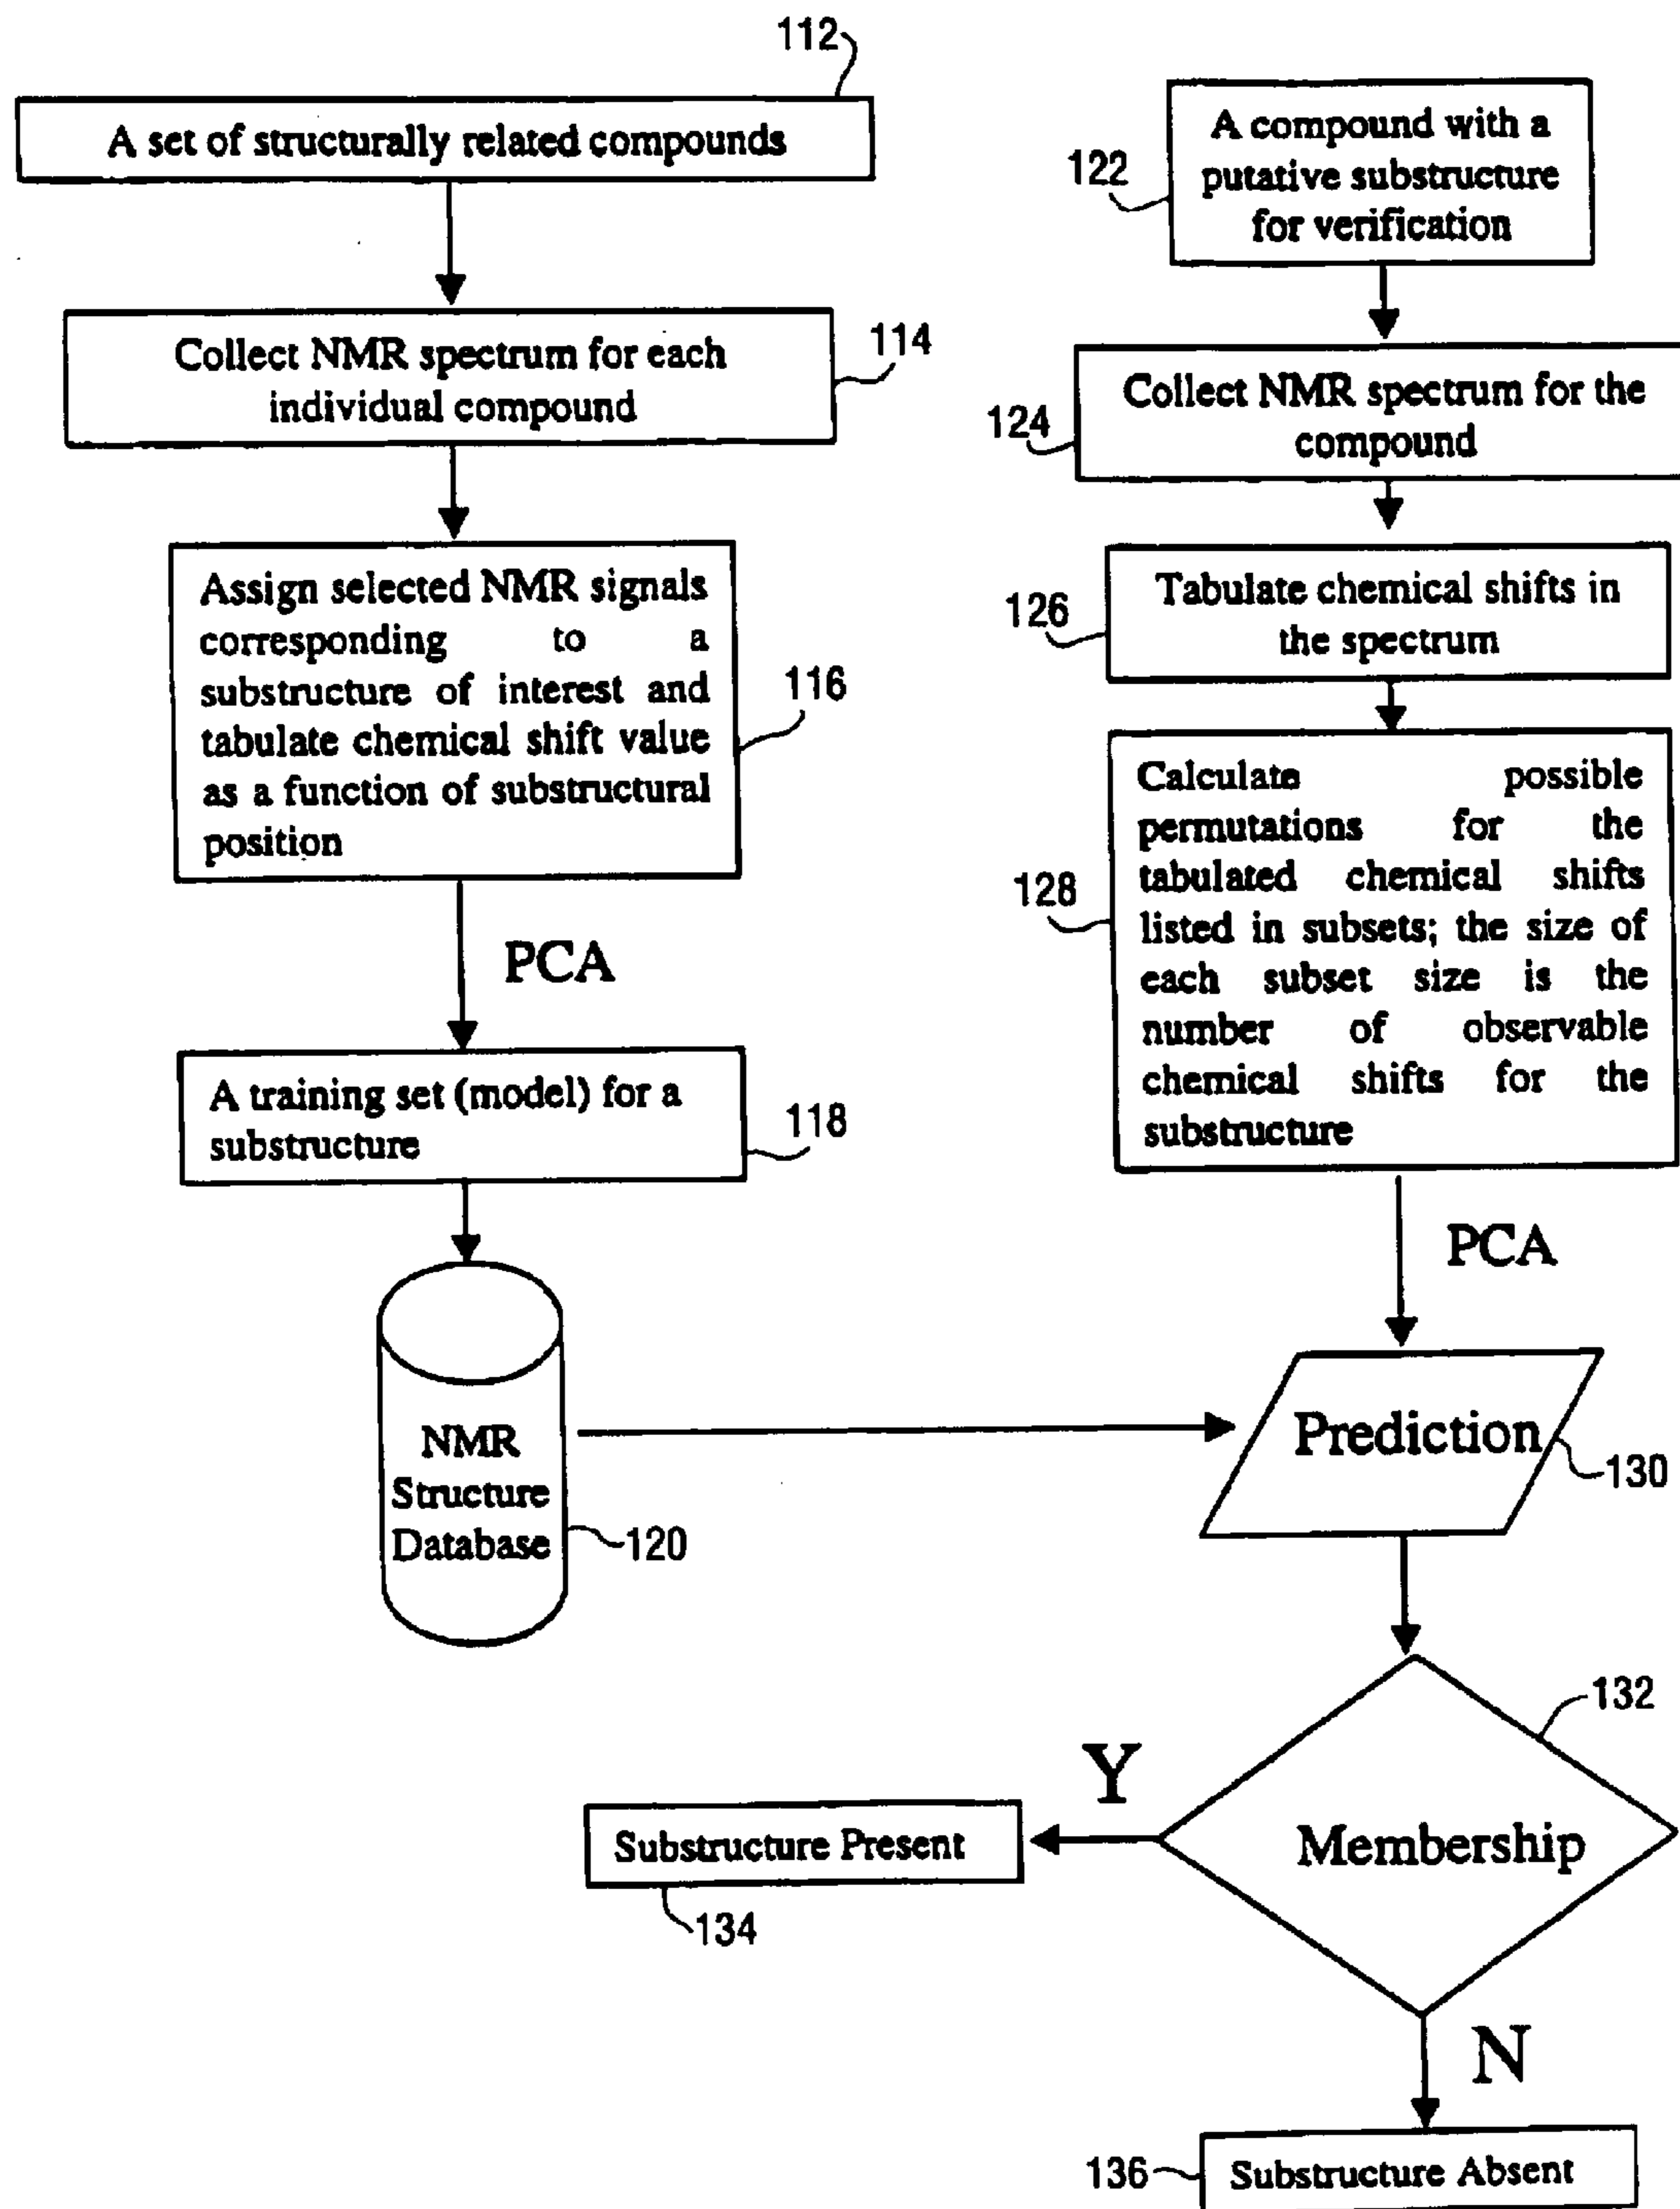 112
A set of structurally related compounds
114
Collect NMR spectrum for each
individual compound
116
Assign selected NMR signals
corresponding to a
substructure of interest and
tabulate chemical shift value
as a function of substructural
position
PCA
118
A training set (model) for a
substructure
NMR
Structure
Database
120
122
A compound with a
putative substructure
for verification
124
Collect NMR spectrum for the
compound
126
Tabulate chemical shifts in
the spectrum
128
Calculate possible
permutations for the
tabulated chemical shifts
listed in subsets; the size of
each subset size is the
number of observable
chemical shifts for the
substructure
PCA
Prediction
130
132
Membership
Y
Substructure Present
134
N
136
Substructure Absent